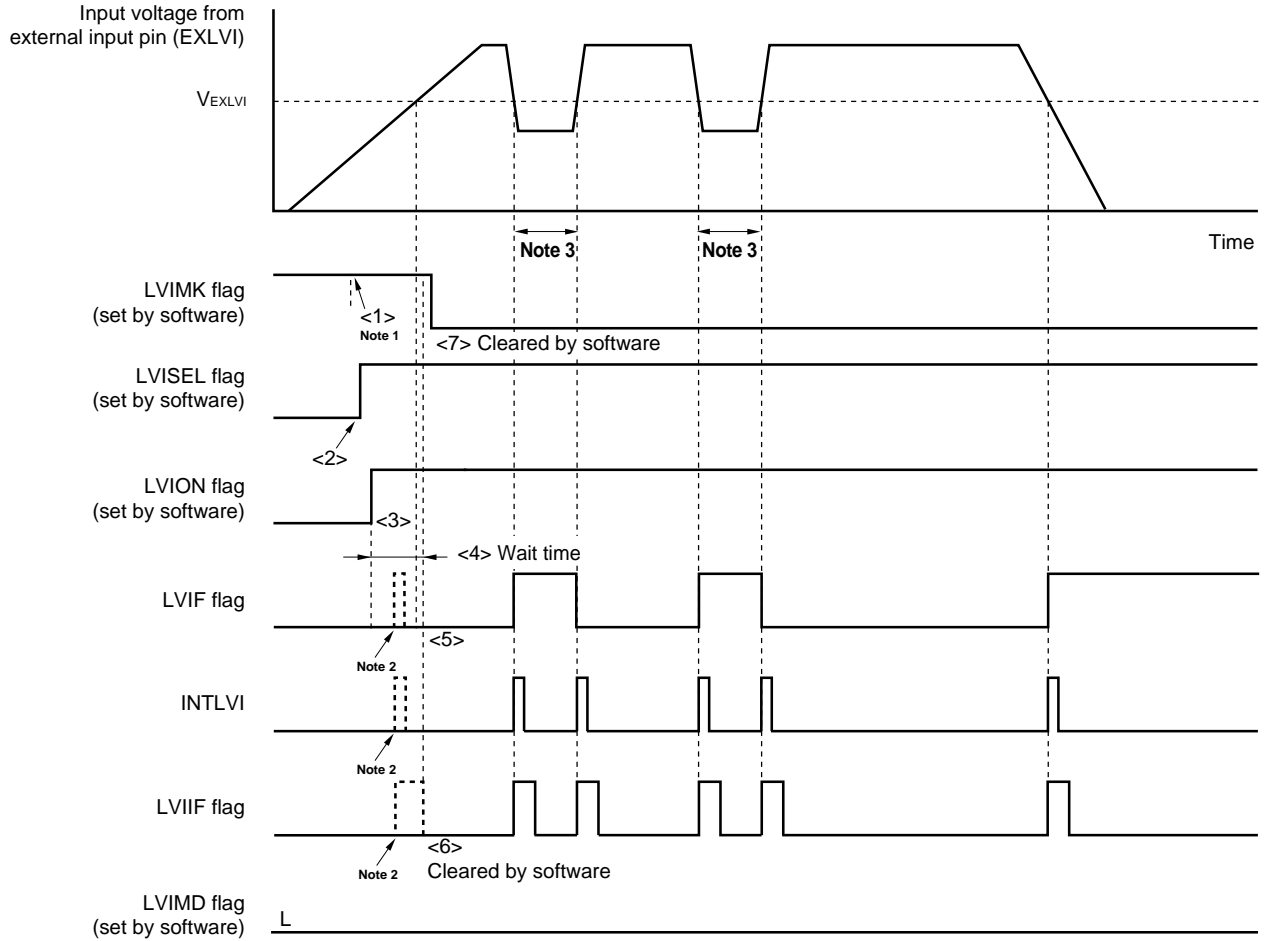 Input voltage from
external input pin (EXLVI)
VEXLVI
Time
Note 3
Note 3
LVIMK flag
(set by software)
<1>
Note 1
<7> Cleared by software
LVISEL flag
(set by software)
<2>
LVION flag
(set by software)
<3>
<4> Wait time
LVIF flag
<5>
Note 2
INTLVI
Note 2
LVIIF flag
<6>
Note 2
Cleared by software
LVIMD flag
(set by software)
L